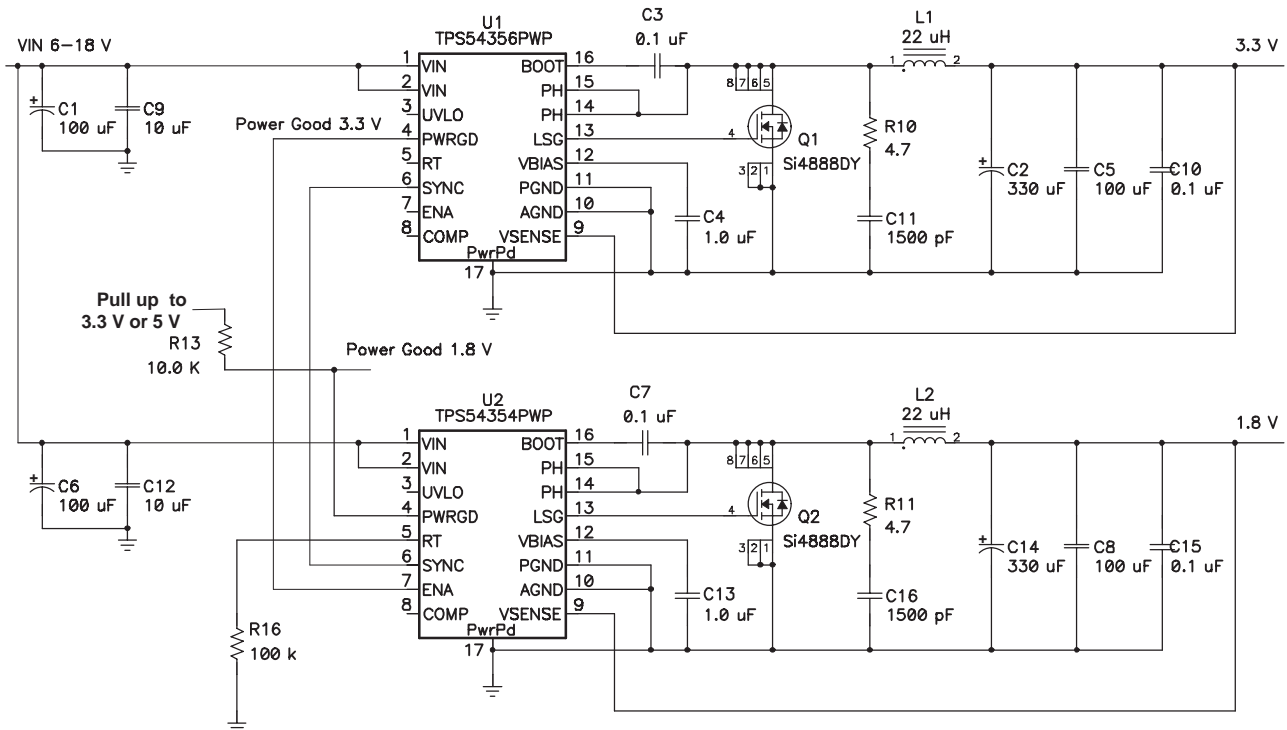 VIN 6-18 V
C1
100 uF
C9
10 uF
Power Good 3.3 V
U1
TPS54356PWP
1 VIN BOOT 16
2 VIN PH 15
3 UVLO PH 14
4 PWRGD LSG 13
5 RT VBIAS 12
6 SYNC PGND 11
7 ENA AGND 10
8 COMP VSENSE 9
PwrPd
17
C3
0.1 uF
8 7 6 5
4
Q1
Si4888DY
3 2 1
C4
1.0 uF
L1
22 uH
1 2
R10
4.7
C11
1500 pF
+ C2
330 uF
C5
100 uF
C10
0.1 uF
3.3 V
Pull up to
3.3 V or 5 V
R13
10.0 K
Power Good 1.8 V
+ C6
100 uF
C12
10 uF
R16
100 k
U2
TPS54354PWP
1 VIN BOOT 16
2 VIN PH 15
3 UVLO PH 14
4 PWRGD LSG 13
5 RT VBIAS 12
6 SYNC PGND 11
7 ENA AGND 10
8 COMP VSENSE 9
PwrPd
17
C7
0.1 uF
8 7 6 5
4
Q2
Si4888DY
3 2 1
C13
1.0 uF
L2
22 uH
1 2
R11
4.7
C16
1500 pF
+ C14
330 uF
C8
100 uF
C15
0.1 uF
1.8 V